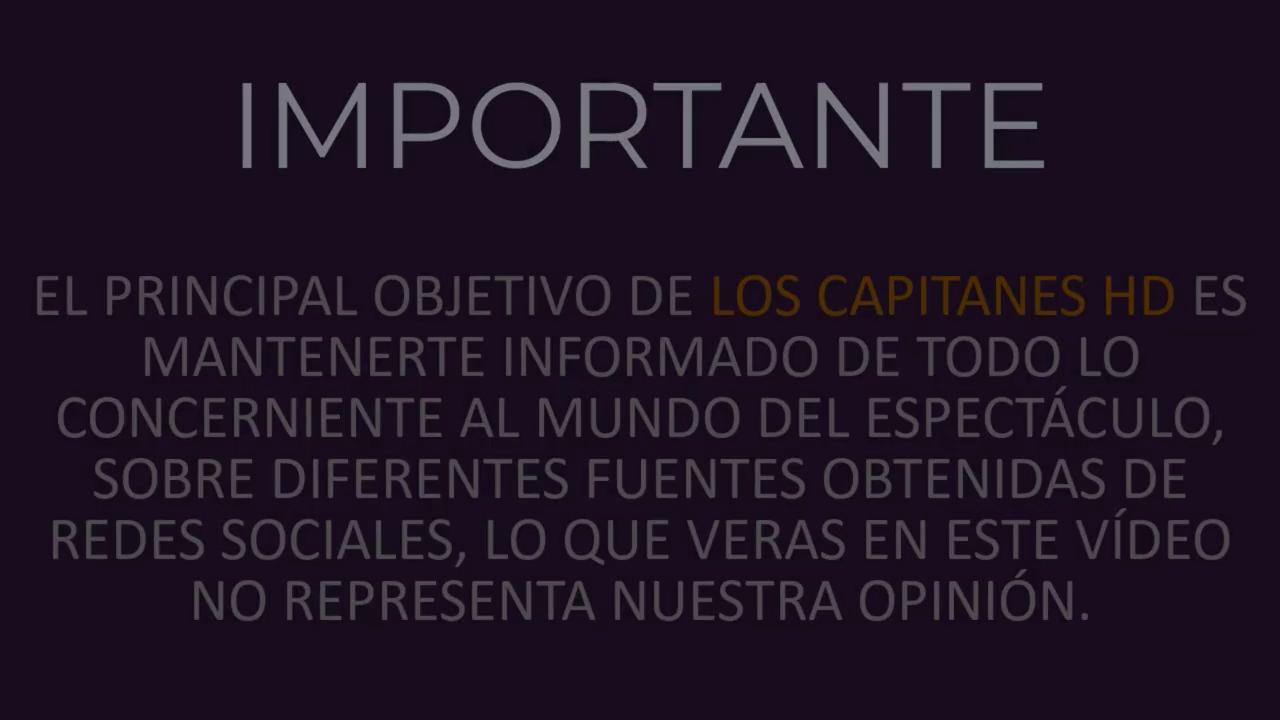 IMPORTANTE
EL PRINCIPAL OBJETIVO DE LOS CAPITANES HD ES
MANTENERTE INFORMADO DE TODO LO
CONCERNIENTE AL MUNDO DEL ESPECTÁCULO,
SOBRE DIFERENTES FUENTES OBTENIDAS DE
REDES SOCIALES, LO QUE VERAS EN ESTE VÍDEO
NO REPRESENTA NUESTRA OPINIÓN.